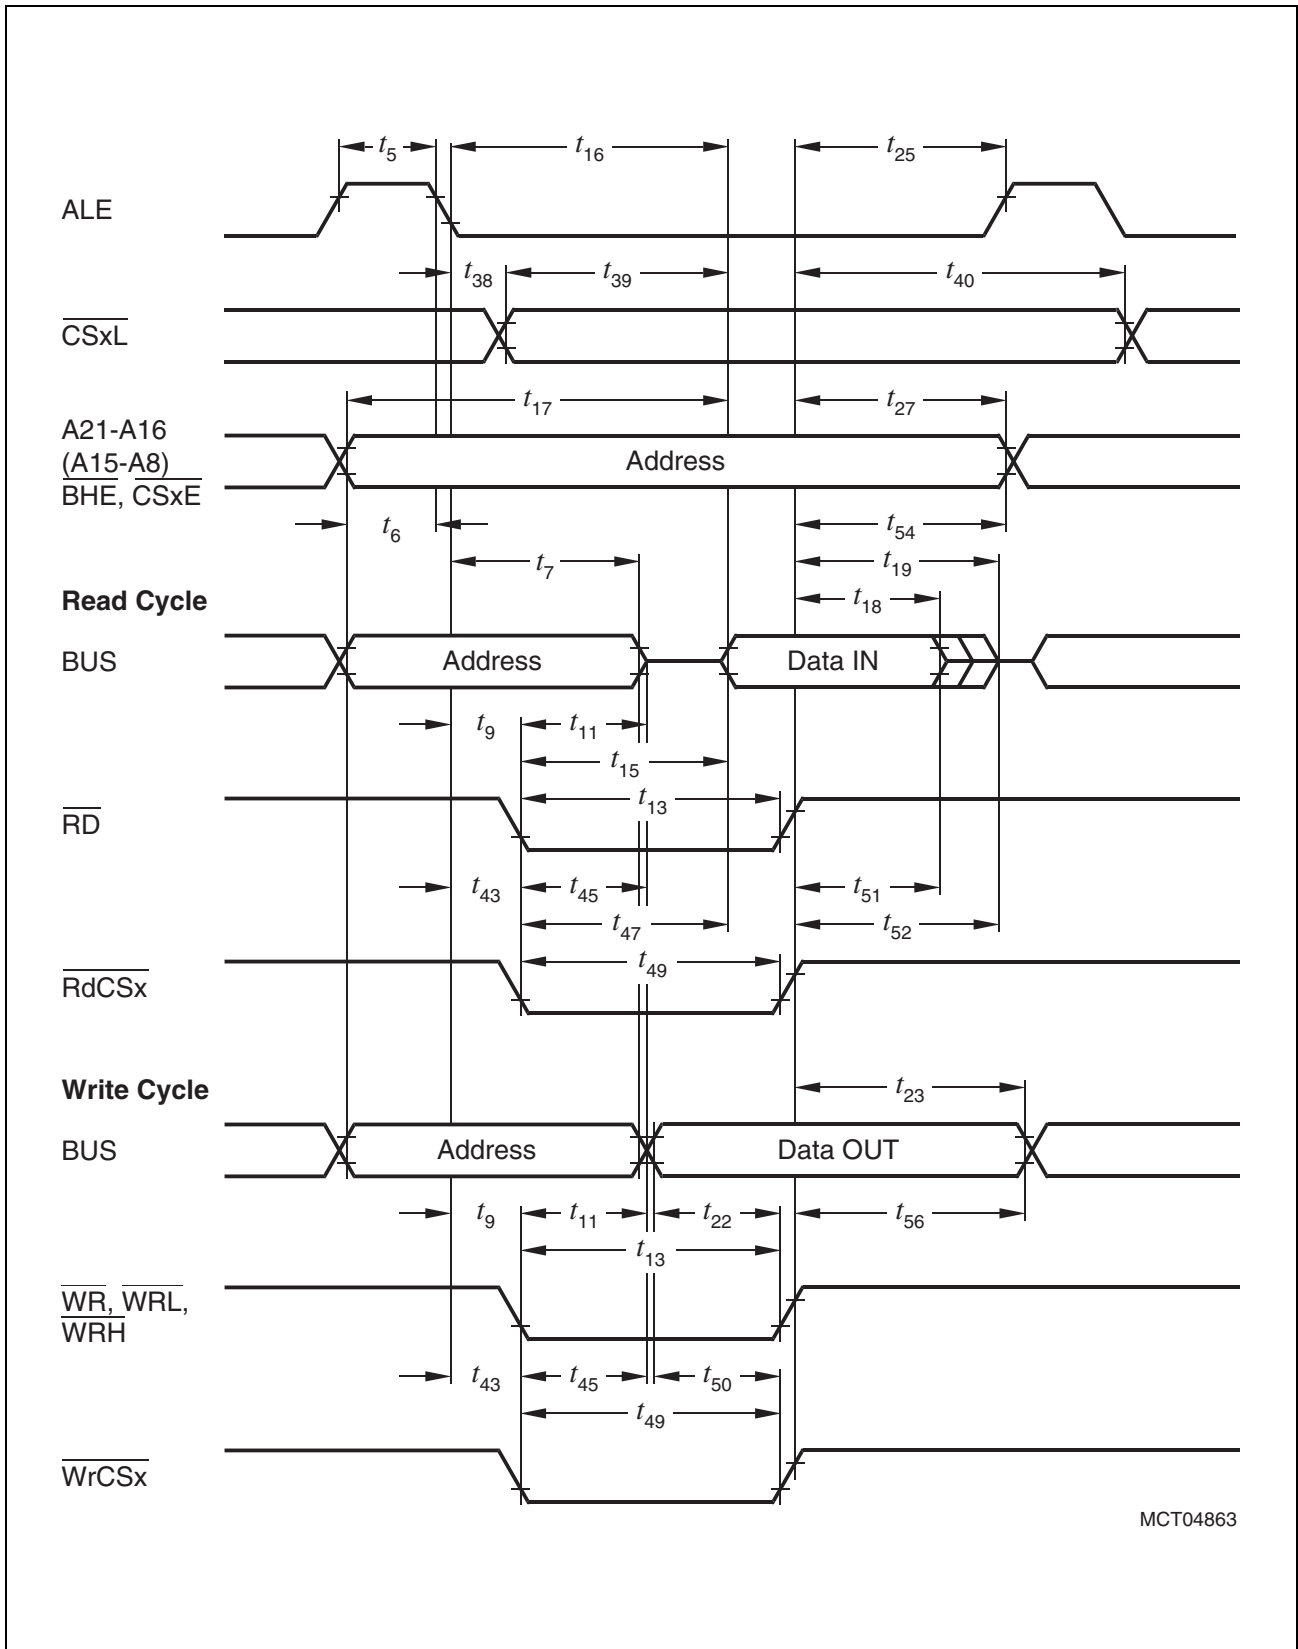 t5 t16 t25
ALE
t38 t39 t40
CSxL
t17 t27
A21-A16
(A15-A8)
BHE, CSxE
Address
t6 t54
t7 t19
Read Cycle
t18
BUS
Address
Data IN
t9 t11
t15
t13
RD
t43 t45 t51
t47 t52
t49
RdCSx
Write Cycle
t23
BUS
Address
Data OUT
t9 t11 t22 t56
t13
WR, WRL,
WRH
t43 t45 t50
t49
WrCSx
MCT04863